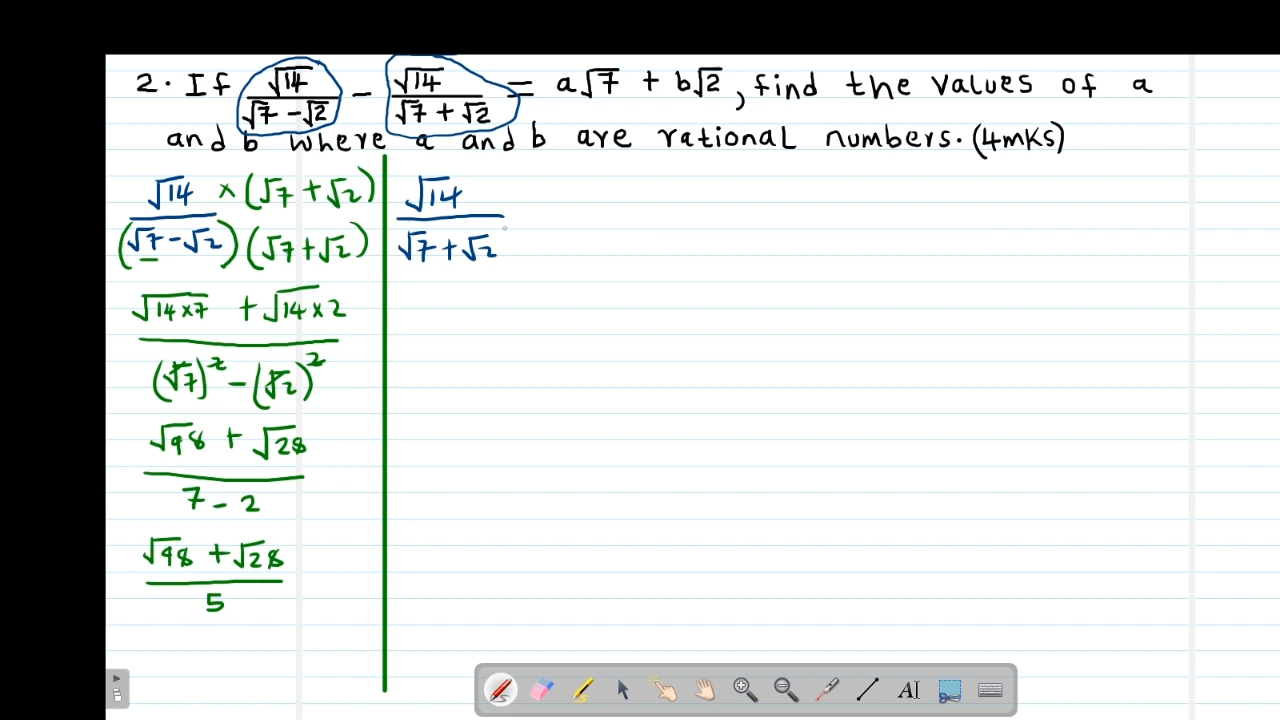 2. If √14/(√7 - √2) - √14/(√7 + √2) = a√7 + b√2, find the values of a
and b where a and b are rational numbers. (4mks)
√14 × (√7 + √2)
(√7 - √2)(√7 + √2)
√14×7 + √14×2
(√7)² - (√2)²
√98 + √28
7 - 2
√98 + √28
5
√14
√7 + √2
AI